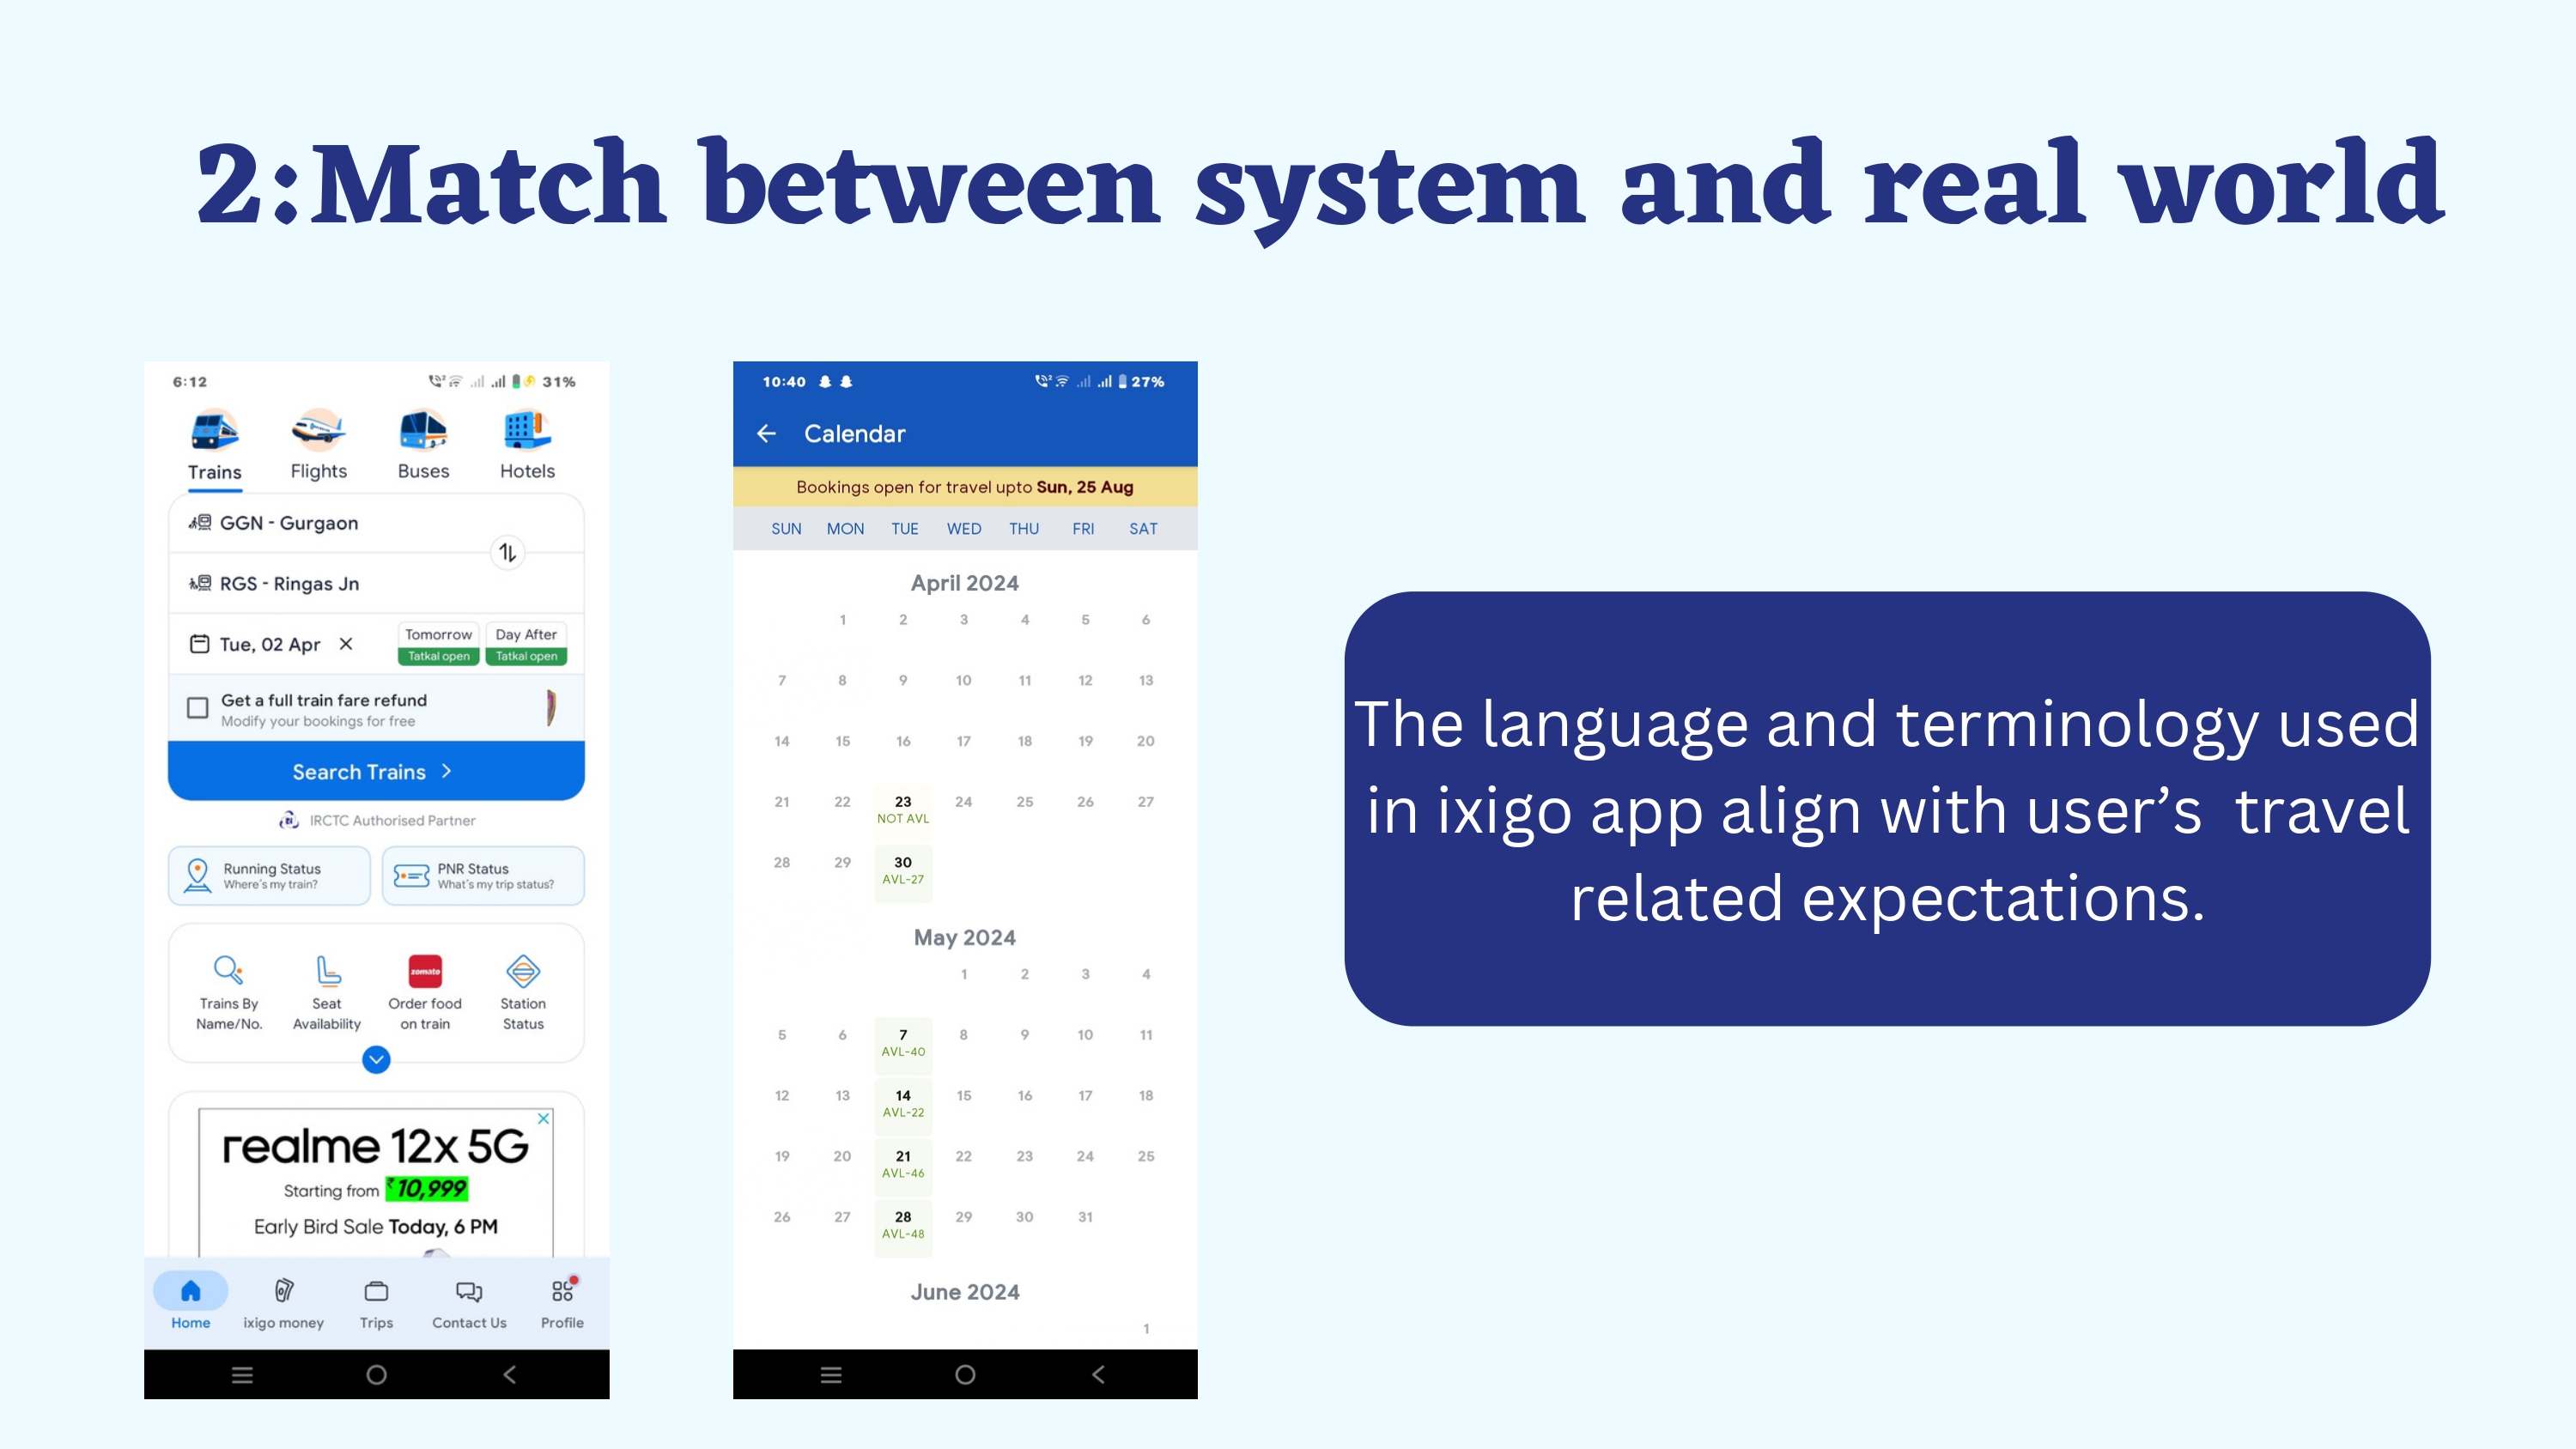 2:Match between system and real world
6:12
31%
Trains Flights Buses Hotels
GGN - Gurgaon
RGS - Ringas Jn
Tue, 02 Apr
Tomorrow
Tatkal open
Day After
Tatkal open
Get a full train fare refund
Modify your bookings for free
Search Trains
IRCTC Authorised Partner
Running Status
Where's my train?
PNR Status
What's my trip status?
Trains By
Name/No.
Seat
Availability
zomato
Order food
on train
Station
Status
realme 12x 5G
Starting from ₹10,999
Early Bird Sale Today, 6 PM
Home ixigo money Trips Contact Us Profile
10:40
27%
Calendar
Bookings open for travel upto Sun, 25 Aug
SUN MON TUE WED THU FRI SAT
April 2024
1 2 3 4 5 6
7 8 9 10 11 12 13
14 15 16 17 18 19 20
21 22 23 24 25 26 27
NOT AVL
28 29 30
AVL-27
May 2024
1 2 3 4
5 6 7 8 9 10 11
AVL-40
12 13 14 15 16 17 18
AVL-22
19 20 21 22 23 24 25
AVL-46
26 27 28 29 30 31
AVL-48
June 2024
1
The language and terminology used
in ixigo app align with user’s  travel
related expectations.